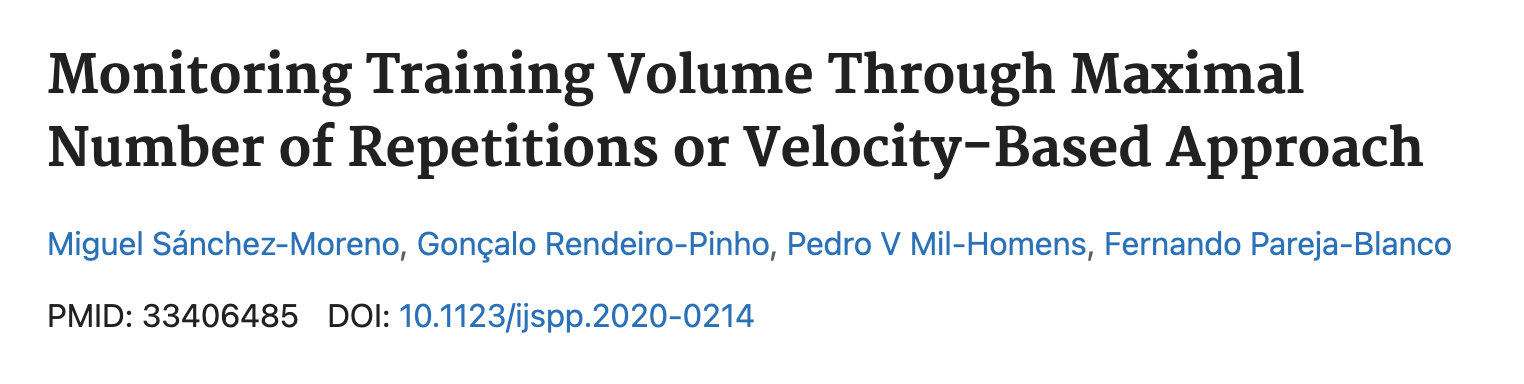 Monitoring Training Volume Through Maximal
Number of Repetitions or Velocity-Based Approach
Miguel Sánchez-Moreno, Gonçalo Rendeiro-Pinho, Pedro V Mil-Homens, Fernando Pareja-Blanco
PMID: 33406485 DOI: 10.1123/ijspp.2020-0214